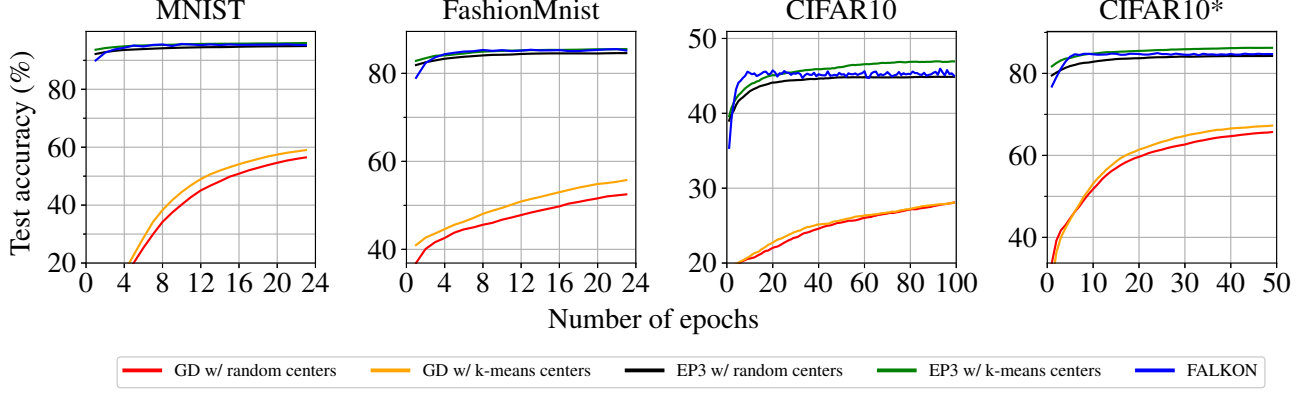 MNIST FashionMnist CIFAR10 CIFAR10*
Test accuracy (%)
80
60
40
20
0 4 8 12 16 20 24
80
60
40
0 4 8 12 16 20 24
50
40
30
20
0 20 40 60 80 100
80
60
40
0 10 20 30 40 50
Number of epochs
GD w/ random centers GD w/ k-means centers EP3 w/ random centers EP3 w/ k-means centers FALKON